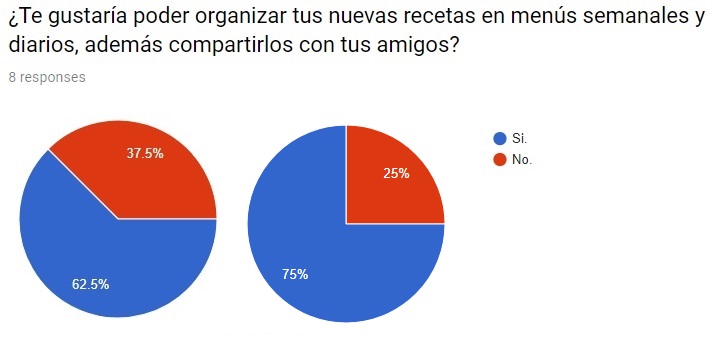 ¿Te gustaría poder organizar tus nuevas recetas en menús semanales y
diarios, además compartirlos con tus amigos?
8 responses
37.5%
62.5%
25%
75%
Si.
No.